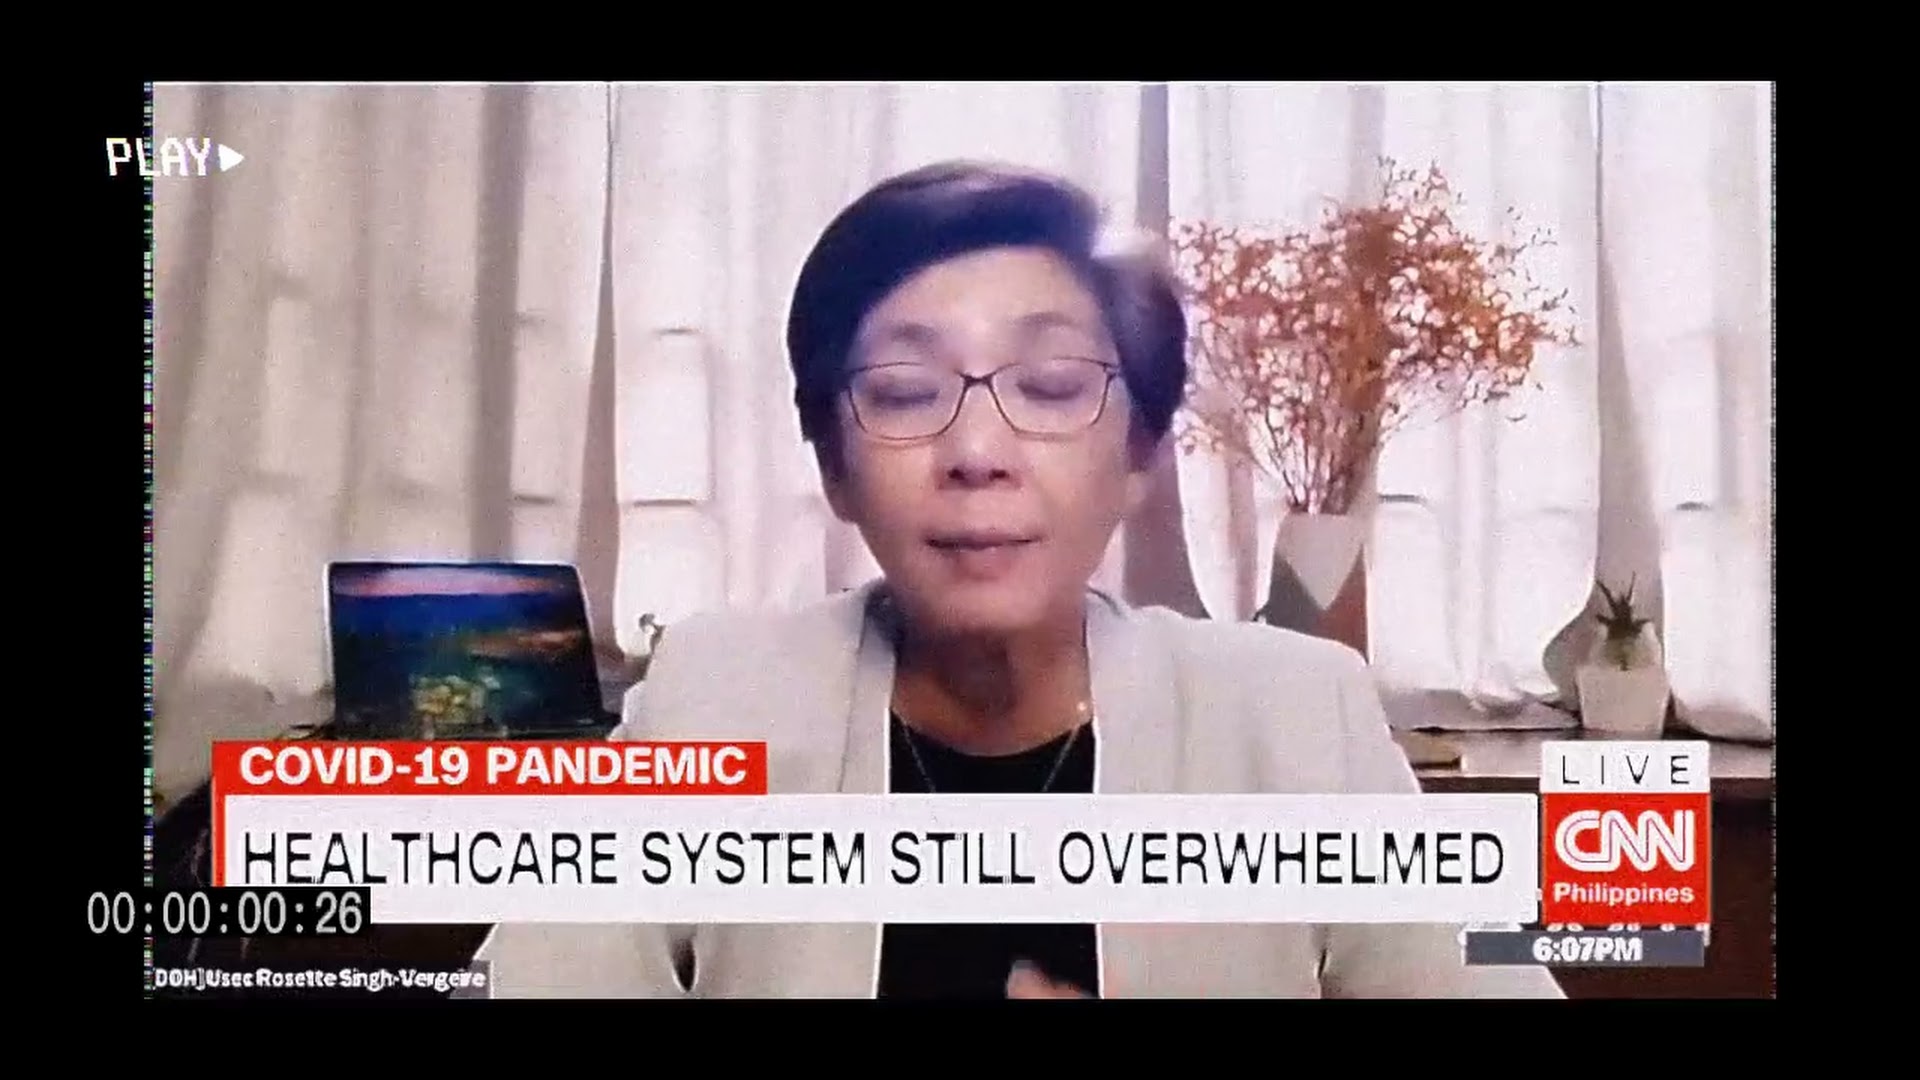 PLAY
COVID-19 PANDEMIC
HEALTHCARE SYSTEM STILL OVERWHELMED
LIVE
CNN
Philippines
6:07PM
00:00:00:26
[DOH]Usec Rosette Singh-Vergeire